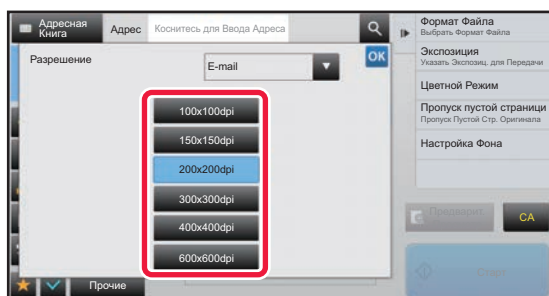 Адресная
Книга
Адрес
Коснитесь для Ввода Адреса
Разрешение
E-mail
OK
100x100dpi
150x150dpi
200x200dpi
300x300dpi
400x400dpi
600x600dpi
Прочие
Формат Файла
Выбрать Формат Файла
Экспозиция
Указать Экспозиц. для Передачи
Цветной Режим
Пропуск пустой страници
Пропуск Пустой Стр. Оригинала
Настройка Фона
Предварит.
CA
Старт